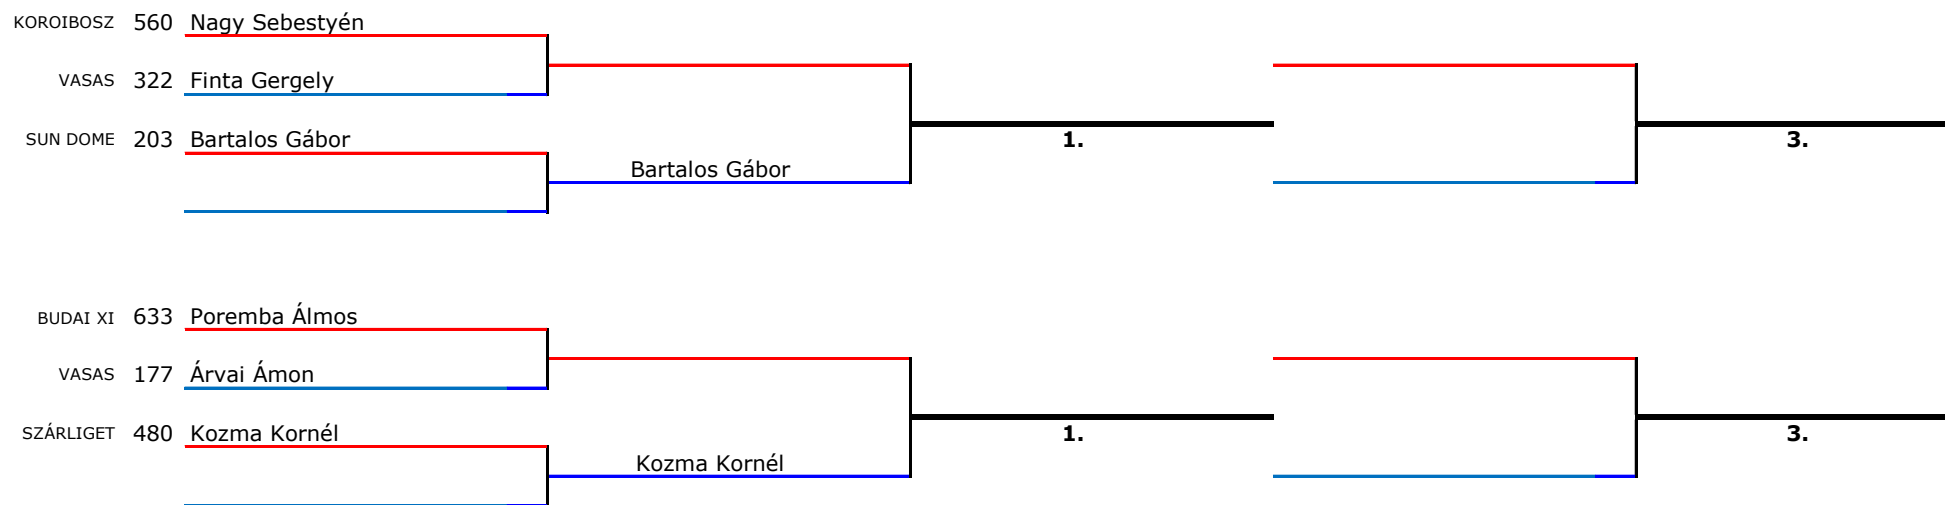 KOROIBOSZ 560 Nagy Sebestyén
VASAS 322 Finta Gergely
SUN DOME 203 Bartalos Gábor 1. 3.
Bartalos Gábor
BUDAI XI 633 Poremba Álmos
VASAS 177 Árvai Ámon
SZÁRLIGET 480 Kozma Kornél 1. 3.
Kozma Kornél